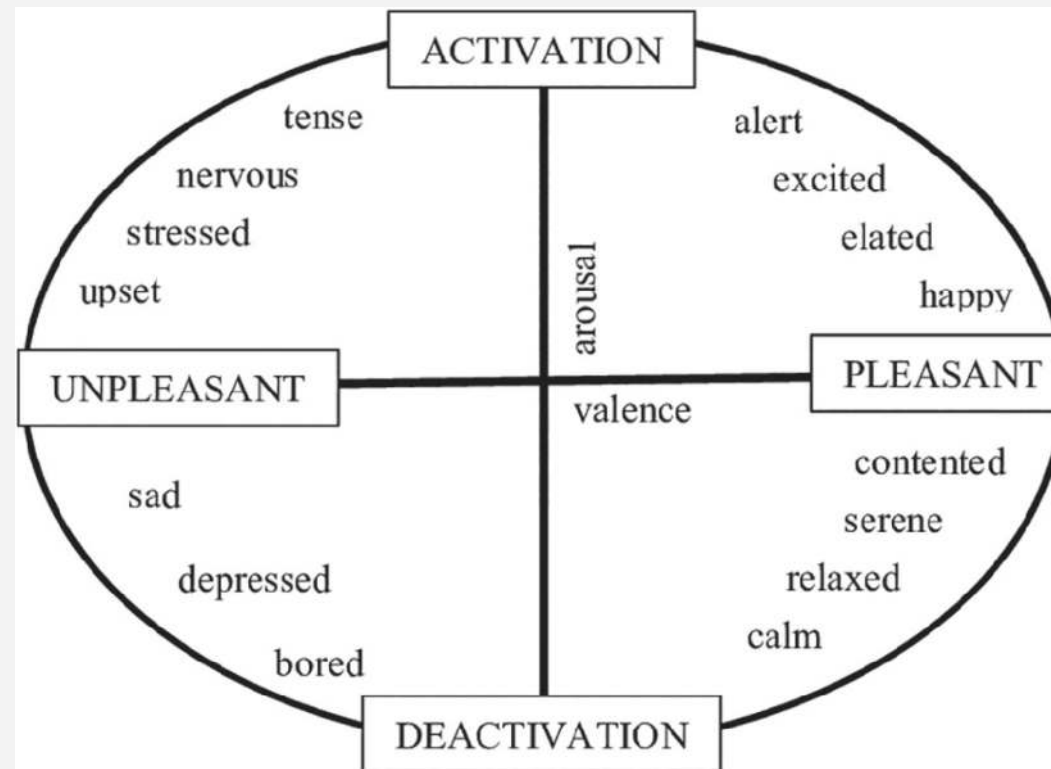 ACTIVATION
tense
alert
nervous
excited
stressed
elated
upset
happy
arousal
UNPLEASANT
PLEASANT
valence
sad
contented
serene
depressed
relaxed
bored
calm
DEACTIVATION